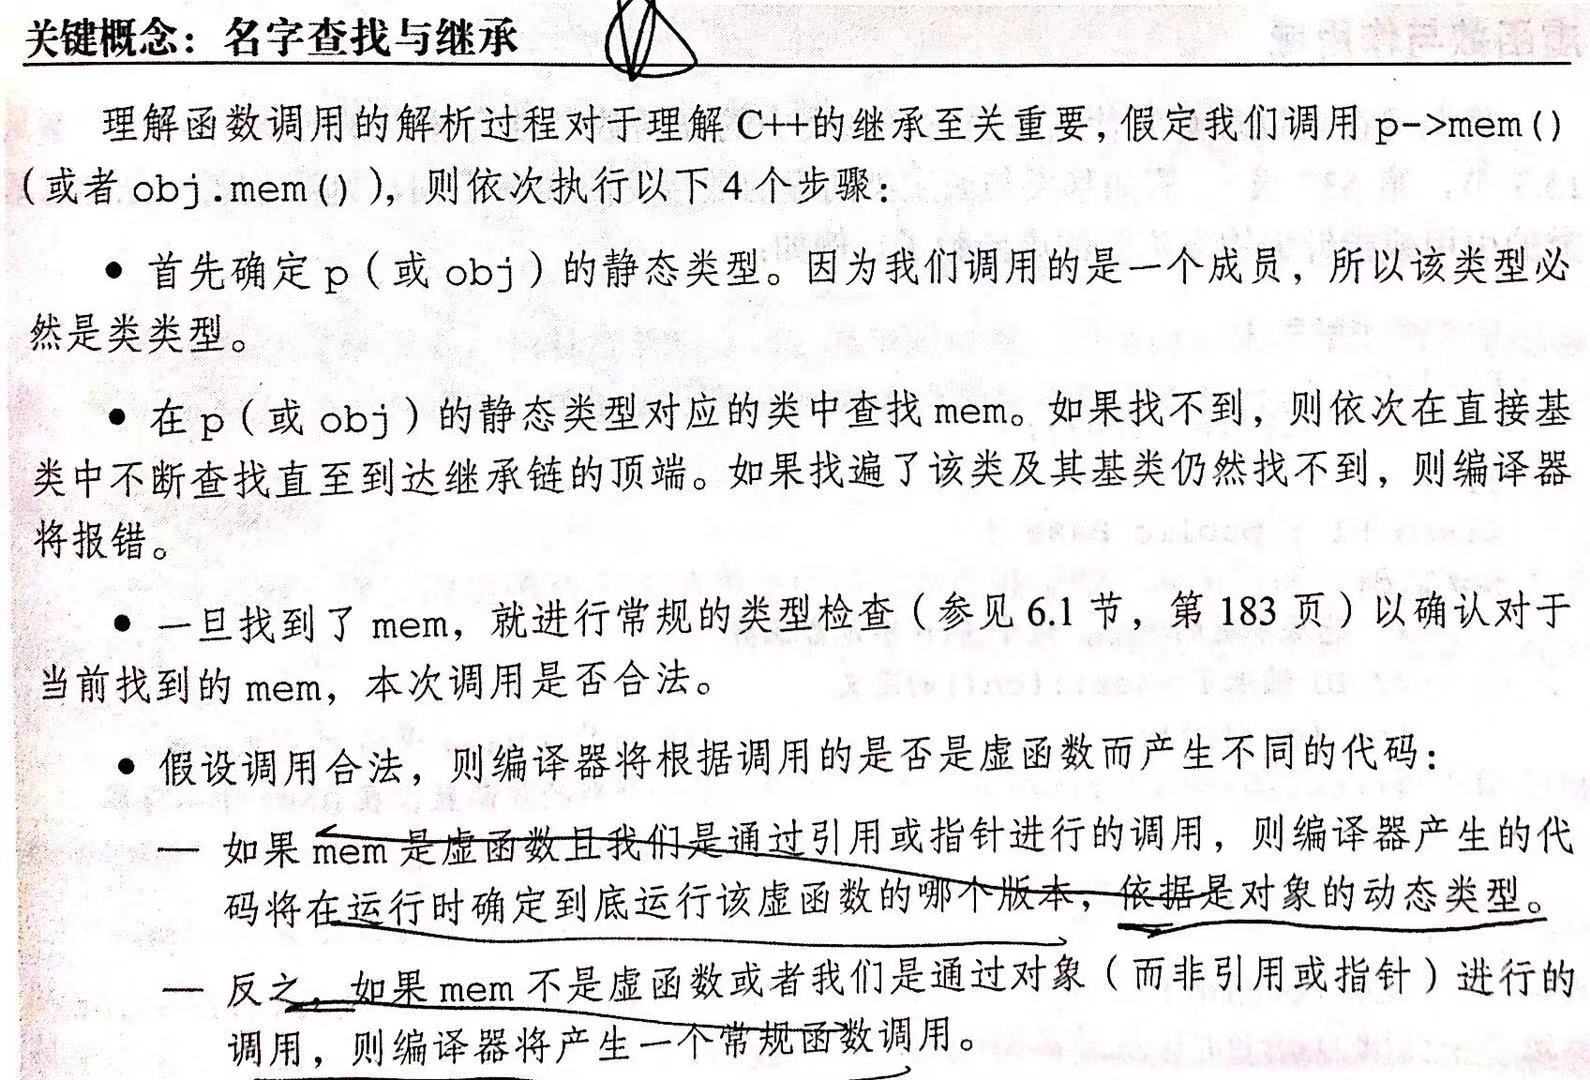 关键概念：名字查找与继承
理解函数调用的解析过程对于理解 C++的继承至关重要，假定我们调用 p->mem()
（或者 obj.mem()），则依次执行以下 4 个步骤：
● 首先确定 p（或 obj）的静态类型。因为我们调用的是一个成员，所以该类型必
然是类类型。
● 在 p（或 obj）的静态类型对应的类中查找 mem。如果找不到，则依次在直接基
类中不断查找直至到达继承链的顶端。如果找遍了该类及其基类仍然找不到，则编译器
将报错。
● 一旦找到了 mem，就进行常规的类型检查（参见 6.1 节，第 183 页）以确认对于
当前找到的 mem，本次调用是否合法。
● 假设调用合法，则编译器将根据调用的是否是虚函数而产生不同的代码：
— 如果 mem 是虚函数且我们是通过引用或指针进行的调用，则编译器产生的代
码将在运行时确定到底运行该虚函数的哪个版本，依据是对象的动态类型。
— 反之，如果 mem 不是虚函数或者我们是通过对象（而非引用或指针）进行的
调用，则编译器将产生一个常规函数调用。